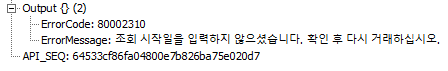 Output {} (2)
ErrorCode: 80002310
ErrorMessage: 조회 시작일을 입력하지 않으셨습니다. 확인 후 다시 거래하십시오.
API_SEQ: 64533cf86fa04800e7b826ba75e020d7